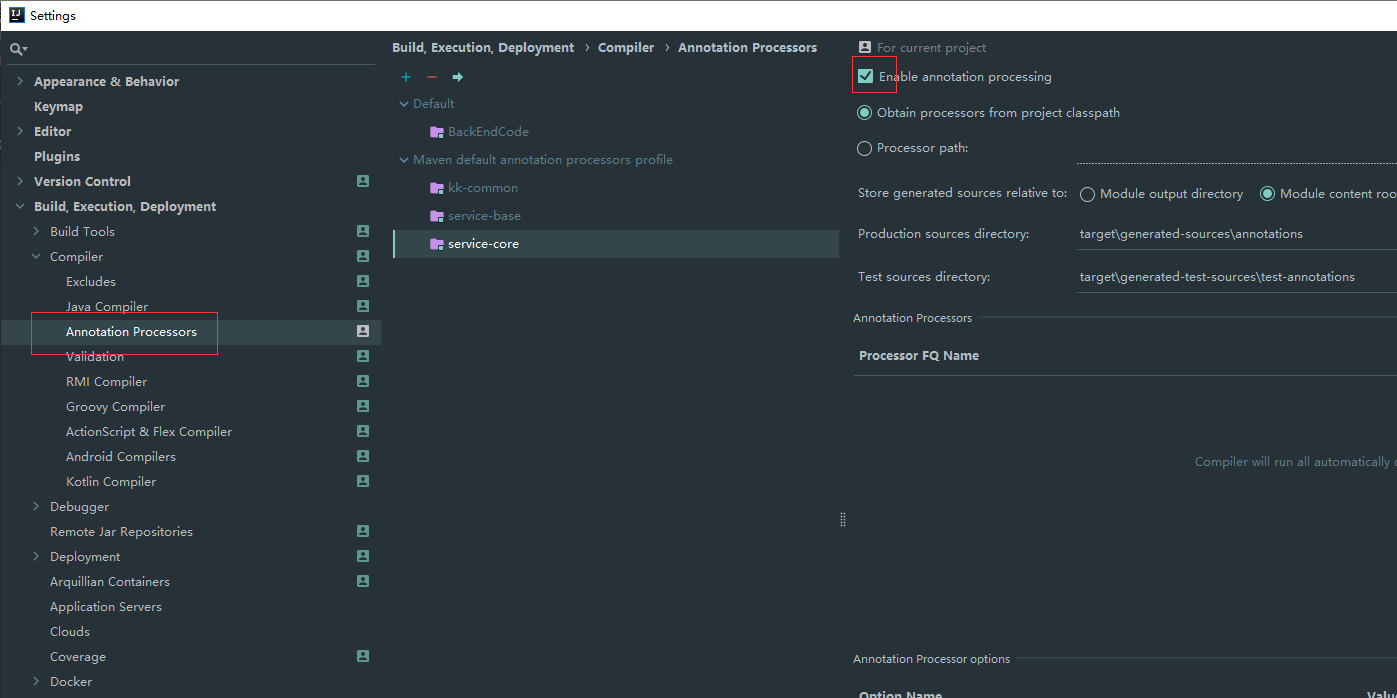 IJ
Settings
Appearance & Behavior
Keymap
Editor
Plugins
Version Control
Build, Execution, Deployment
Build Tools
Compiler
Excludes
Java Compiler
Annotation Processors
Validation
RMI Compiler
Groovy Compiler
ActionScript & Flex Compiler
Android Compilers
Kotlin Compiler
Debugger
Remote Jar Repositories
Deployment
Arquillian Containers
Application Servers
Clouds
Coverage
Docker
Build, Execution, Deployment › Compiler › Annotation Processors
Default
BackEndCode
Maven default annotation processors profile
kk-common
service-base
service-core
For current project
Enable annotation processing
Obtain processors from project classpath
Processor path:
Store generated sources relative to: Module output directory Module content roo
Production sources directory: target\generated-sources\annotations
Test sources directory: target\generated-test-sources\test-annotations
Annotation Processors
Processor FQ Name
Compiler will run all automatically
Annotation Processor options
Option Name Valu